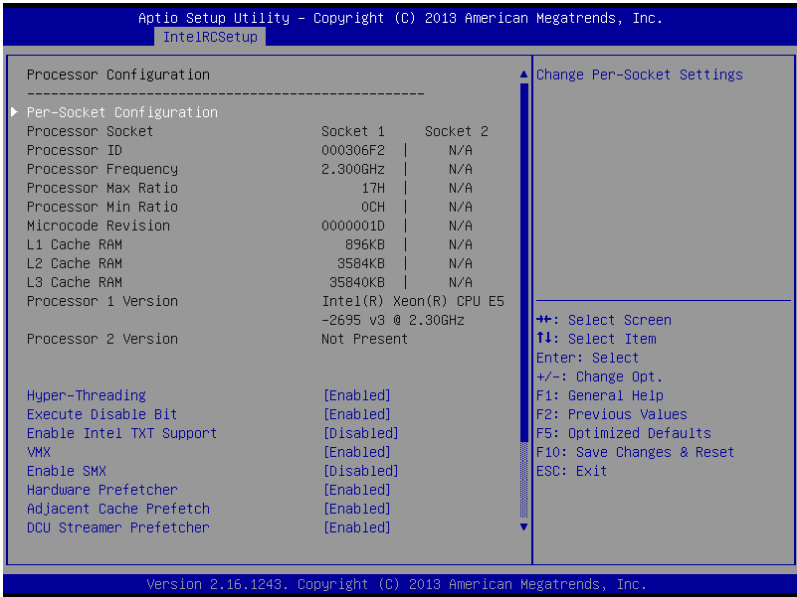 Aptio Setup Utility – Copyright (C) 2013 American Megatrends, Inc.
IntelRCSetup
Processor Configuration
--------------------------------------------------
Per-Socket Configuration
Processor Socket Socket 1 Socket 2
Processor ID 000306F2 | N/A
Processor Frequency 2.300GHz | N/A
Processor Max Ratio 17H | N/A
Processor Min Ratio 0CH | N/A
Microcode Revision 0000001D | N/A
L1 Cache RAM 896KB | N/A
L2 Cache RAM 3584KB | N/A
L3 Cache RAM 35840KB | N/A
Processor 1 Version Intel(R) Xeon(R) CPU E5
-2695 v3 @ 2.30GHz
Processor 2 Version Not Present
Hyper-Threading [Enabled]
Execute Disable Bit [Enabled]
Enable Intel TXT Support [Disabled]
VMX [Enabled]
Enable SMX [Disabled]
Hardware Prefetcher [Enabled]
Adjacent Cache Prefetch [Enabled]
DCU Streamer Prefetcher [Enabled]
Change Per-Socket Settings
→←: Select Screen
↑↓: Select Item
Enter: Select
+/-: Change Opt.
F1: General Help
F2: Previous Values
F5: Optimized Defaults
F10: Save Changes & Reset
ESC: Exit
Version 2.16.1243. Copyright (C) 2013 American Megatrends, Inc.